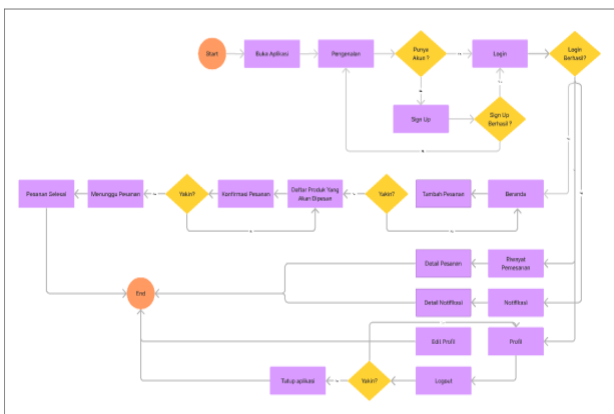 Start
Buka Aplikasi
Pengenalan
Punya
Akun ?
Login
Login
Berhasil ?
Sign Up
Sign Up
Berhasil ?
Pesanan Selesai
Menunggu Pesanan
Yakin?
Konfirmasi Pesanan
Daftar Produk Yang
Akan Dipesan
Yakin?
Tambah Pesanan
Beranda
Detail Pesanan
Riwayat
Pemesanan
End
Detail Notifikasi
Notifikasi
Edit Profil
Profil
Tutup aplikasi
Yakin?
Logout